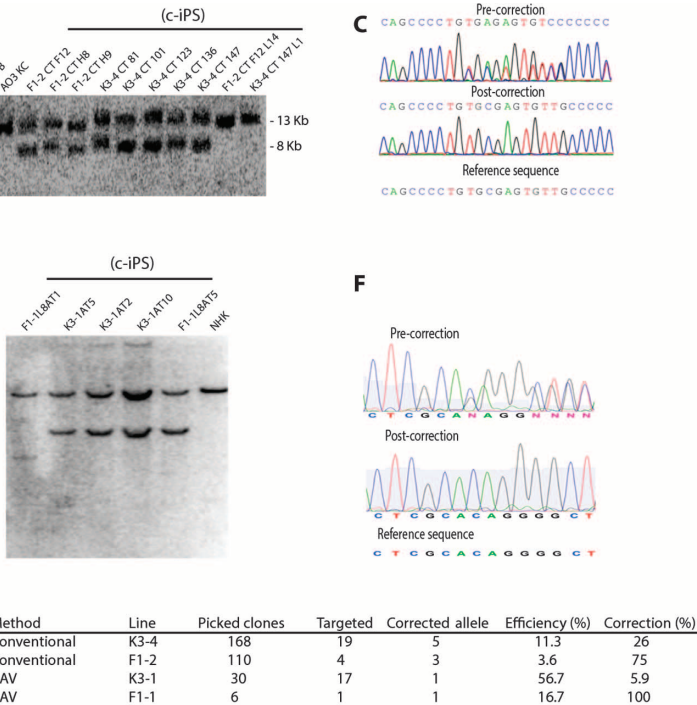 (c-iPS)
8
AO3 KC
F1-2 CT F12
F1-2 CT H8
F1-2 CT H9
K3-4 CT 81
K3-4 CT 101
K3-4 CT 123
K3-4 CT 136
K3-4 CT 147
F1-2 CT F12 L14
K3-4 CT 147 L1
- 13 Kb
- 8 Kb
C
Pre-correction
CAGCCCCTGTGAGAGTGTCCCCCCC
Post-correction
CAGCCCCTGTGCGAGTGTTGCCCCC
Reference sequence
CAGCCCCTGTGCGAGTGTTGCCCCC
(c-iPS)
F1-1L8AT1
K3-1AT5
K3-1AT2
K3-1AT10
F1-1L8AT5
NHK
F
Pre-correction
CTCGCANAGGNNNN
Post-correction
CTCGCACAGGGGCT
Reference sequence
CTCGCACAGGGGCT
Method Line Picked clones Targeted Corrected allele Efficiency (%) Correction (%)
onventional K3-4 168 19 5 11.3 26
onventional F1-2 110 4 3 3.6 75
AV K3-1 30 17 1 56.7 5.9
AV F1-1 6 1 1 16.7 100